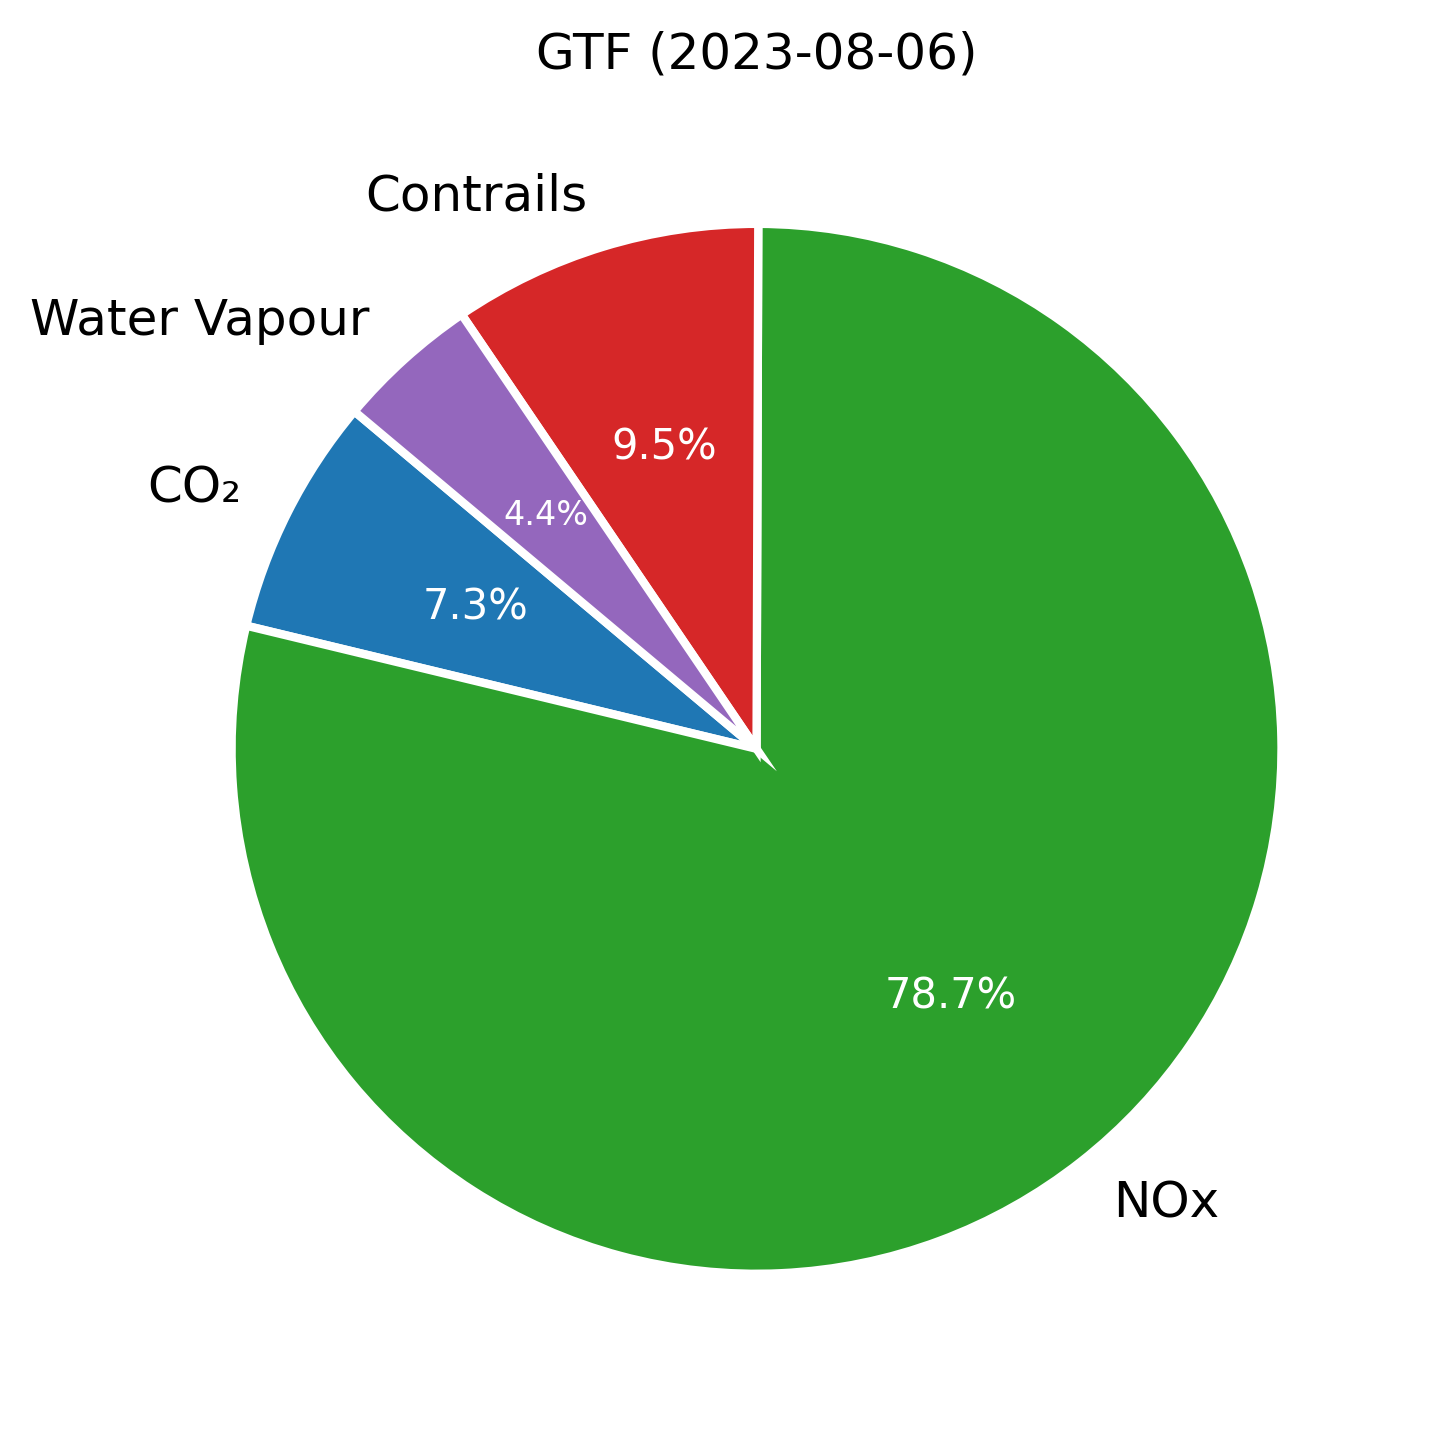 GTF (2023-08-06)
Contrails
Water Vapour
9.5%
CO₂
4.4%
7.3%
78.7%
NOx